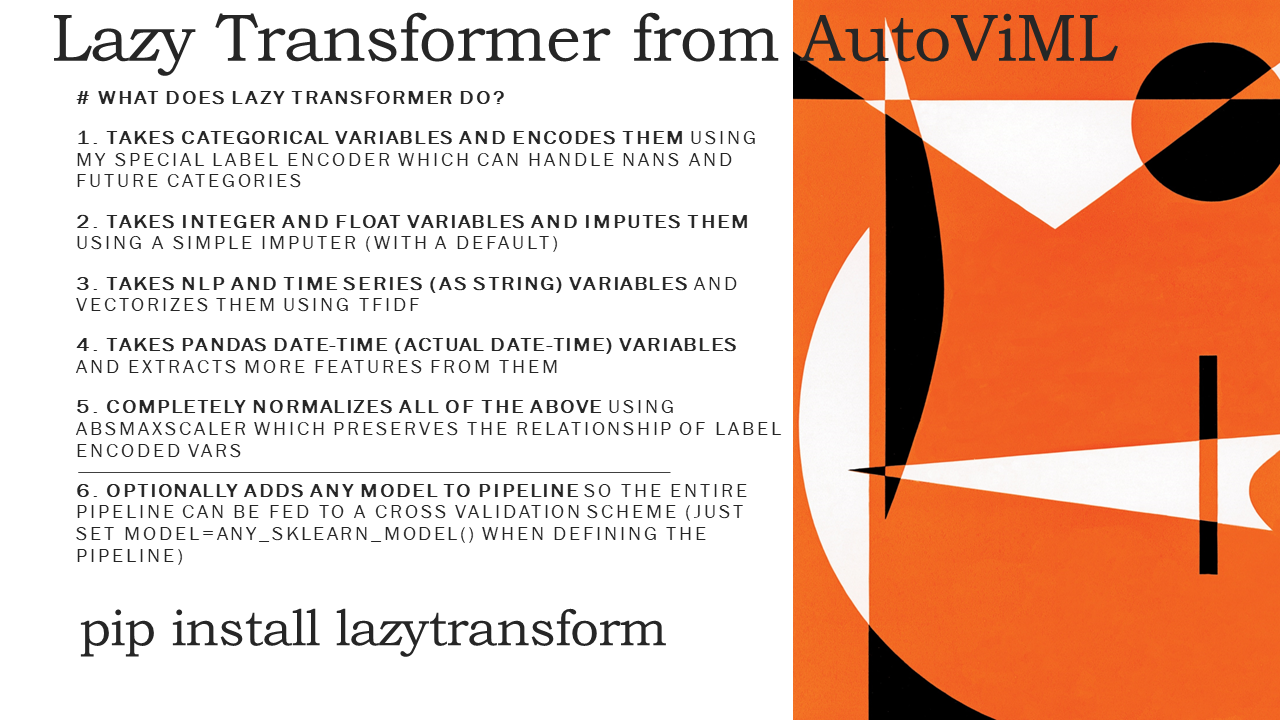 Lazy Transformer from AutoViML
# WHAT DOES LAZY TRANSFORMER DO?
1. TAKES CATEGORICAL VARIABLES AND ENCODES THEM USING
MY SPECIAL LABEL ENCODER WHICH CAN HANDLE NANS AND
FUTURE CATEGORIES
2. TAKES INTEGER AND FLOAT VARIABLES AND IMPUTES THEM
USING A SIMPLE IMPUTER (WITH A DEFAULT)
3. TAKES NLP AND TIME SERIES (AS STRING) VARIABLES AND
VECTORIZES THEM USING TFIDF
4. TAKES PANDAS DATE-TIME (ACTUAL DATE-TIME) VARIABLES
AND EXTRACTS MORE FEATURES FROM THEM
5. COMPLETELY NORMALIZES ALL OF THE ABOVE USING
ABSMAXSCALER WHICH PRESERVES THE RELATIONSHIP OF LABEL
ENCODED VARS
6. OPTIONALLY ADDS ANY MODEL TO PIPELINE SO THE ENTIRE
PIPELINE CAN BE FED TO A CROSS VALIDATION SCHEME (JUST
SET MODEL=ANY_SKLEARN_MODEL() WHEN DEFINING THE
PIPELINE)
pip install lazytransform